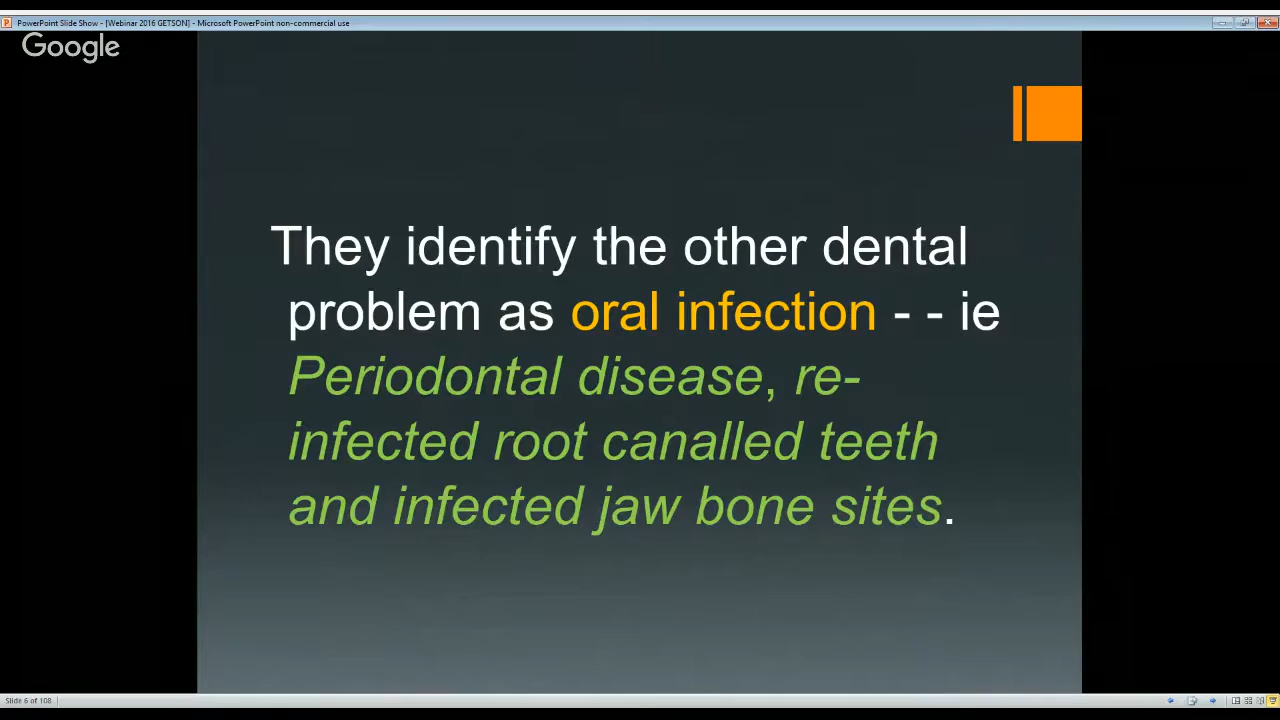 PowerPoint Slide Show - [Webinar 2016 GETSON] - Microsoft PowerPoint non-commercial use
Google
They identify the other dental
problem as oral infection - - ie
Periodontal disease, re-
infected root canalled teeth
and infected jaw bone sites.
Slide 6 of 108